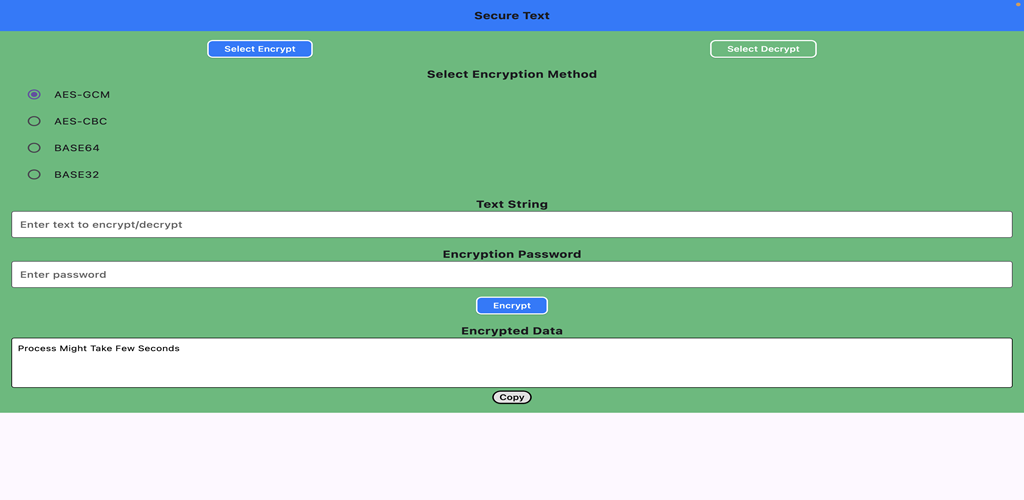 Secure Text
Select Encrypt
Select Decrypt
Select Encryption Method
AES-GCM
AES-CBC
BASE64
BASE32
Text String
Enter text to encrypt/decrypt
Encryption Password
Enter password
Encrypt
Encrypted Data
Process Might Take Few Seconds
Copy